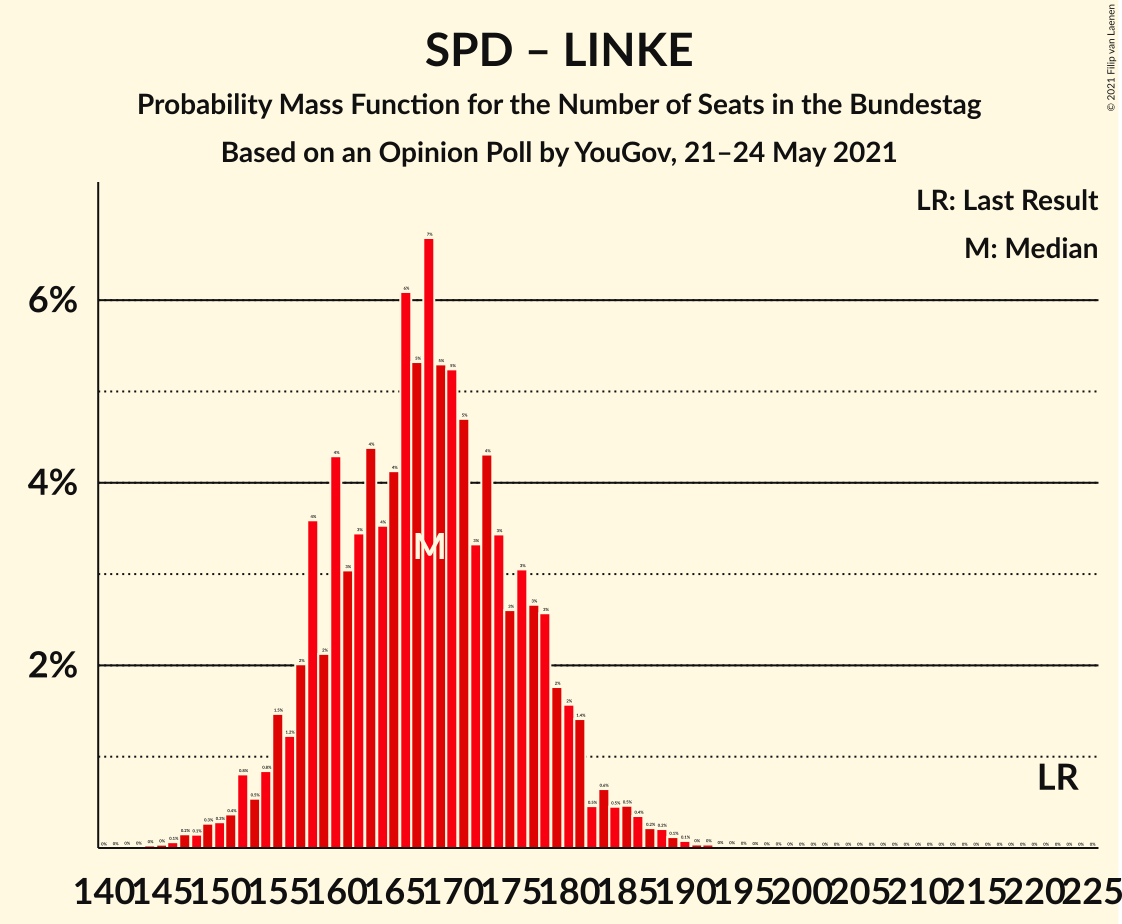 SPD – LINKE
Probability Mass Function for the Number of Seats in the Bundestag
Based on an Opinion Poll by YouGov, 21–24 May 2021
© 2021 Filip van Laenen
LR: Last Result
M: Median
6%
4%
2%
M
LR
140 145 150 155 160 165 170 175 180 185 190 195 200 205 210 215 220 225